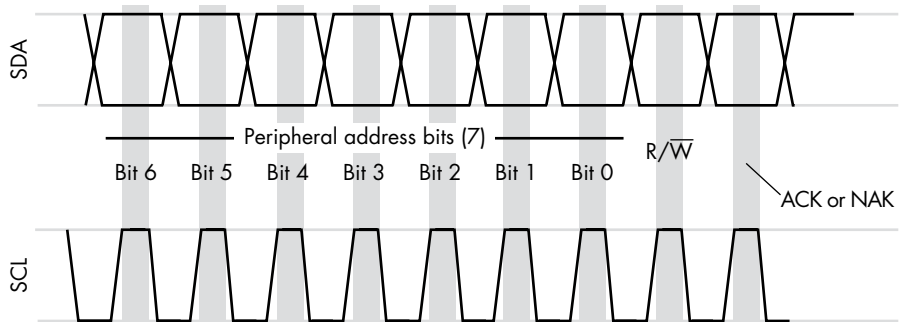 SDA
Peripheral address bits (7)
R/W̅
Bit 6 Bit 5 Bit 4 Bit 3 Bit 2 Bit 1 Bit 0
ACK or NAK
SCL